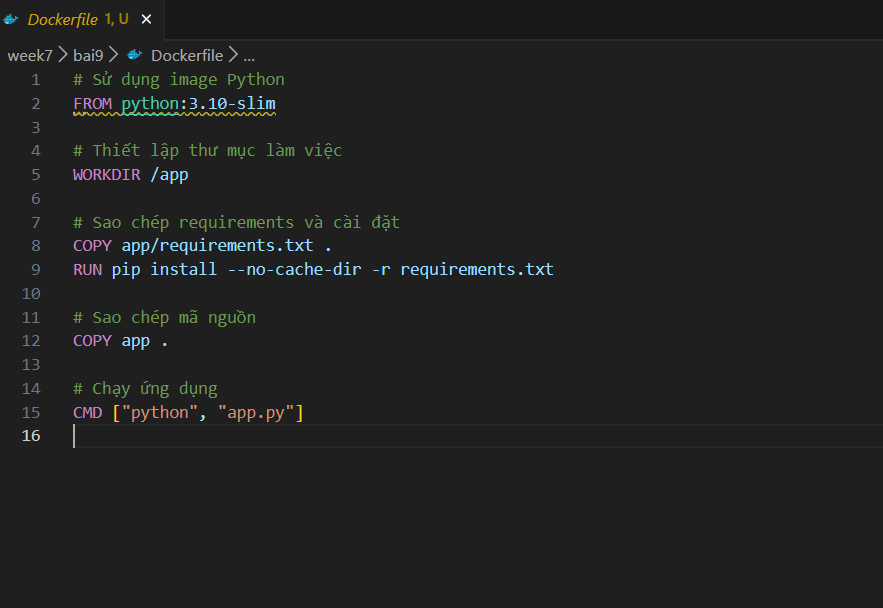 Dockerfile 1, U
week7 > bai9 > Dockerfile > ...
1 # Sử dụng image Python
2 FROM python:3.10-slim
3
4 # Thiết lập thư mục làm việc
5 WORKDIR /app
6
7 # Sao chép requirements và cài đặt
8 COPY app/requirements.txt .
9 RUN pip install --no-cache-dir -r requirements.txt
10
11 # Sao chép mã nguồn
12 COPY app .
13
14 # Chạy ứng dụng
15 CMD ["python", "app.py"]
16